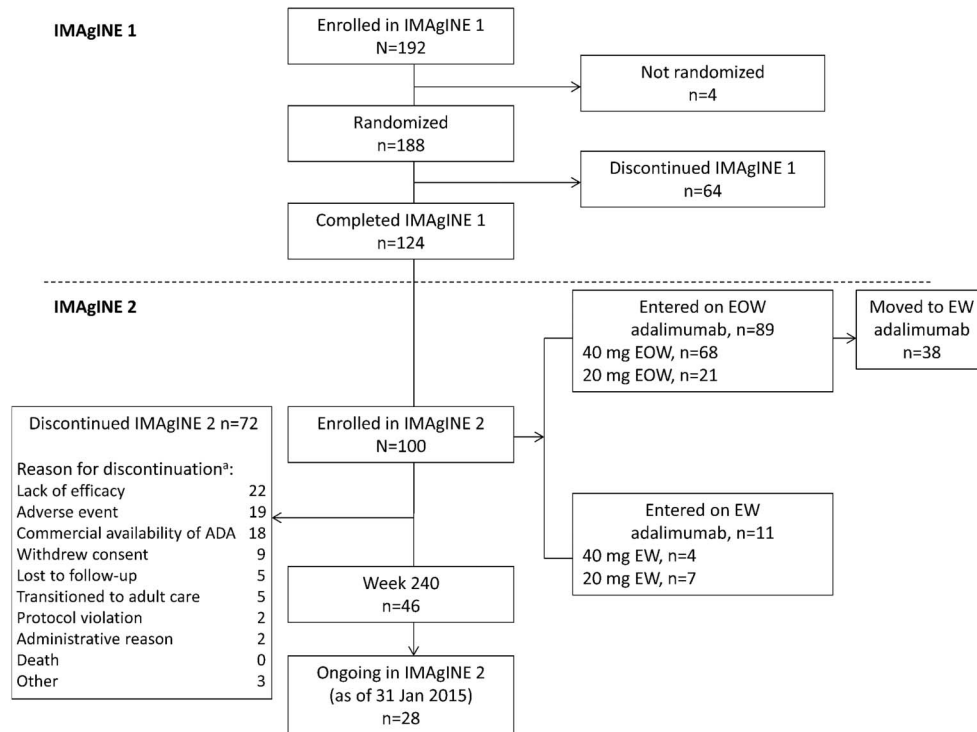 IMAgINE 1
Enrolled in IMAgINE 1
N=192
Not randomized
n=4
Randomized
n=188
Discontinued IMAgINE 1
n=64
Completed IMAgINE 1
n=124
IMAgINE 2
Entered on EOW
adalimumab, n=89
40 mg EOW, n=68
20 mg EOW, n=21
Moved to EW
adalimumab
n=38
Discontinued IMAgINE 2 n=72
Reason for discontinuationᵃ:
Lack of efficacy 22
Adverse event 19
Commercial availability of ADA 18
Withdrew consent 9
Lost to follow-up 5
Transitioned to adult care 5
Protocol violation 2
Administrative reason 2
Death 0
Other 3
Enrolled in IMAgINE 2
N=100
Entered on EW
adalimumab, n=11
40 mg EW, n=4
20 mg EW, n=7
Week 240
n=46
Ongoing in IMAgINE 2
(as of 31 Jan 2015)
n=28